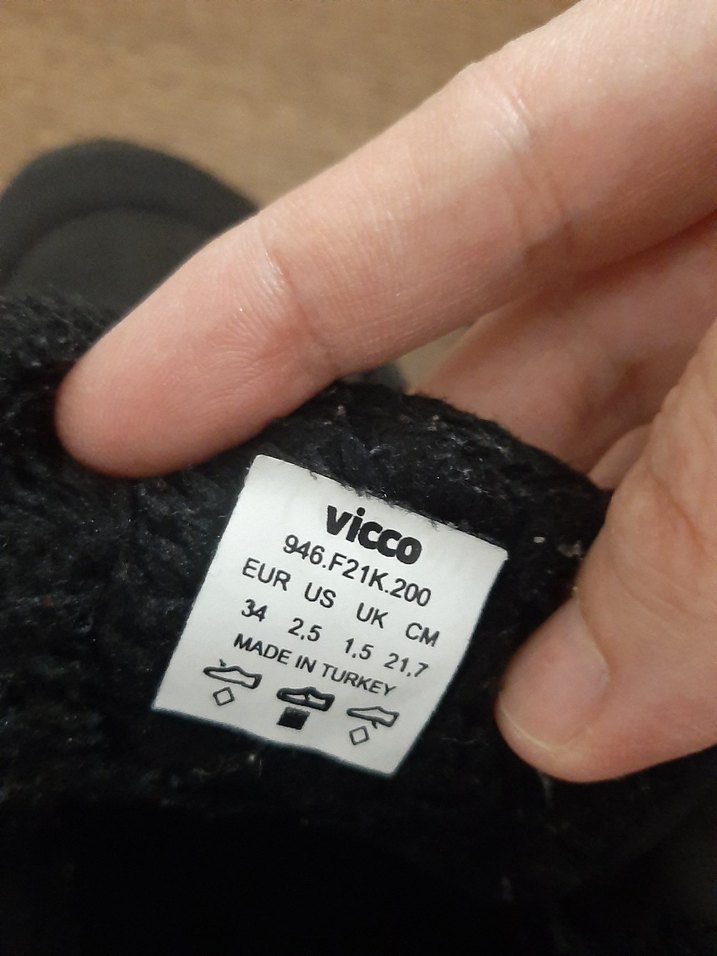 vicco
946.F21K.200
EUR US UK CM
34 2,5 1,5 21,7
MADE IN TURKEY